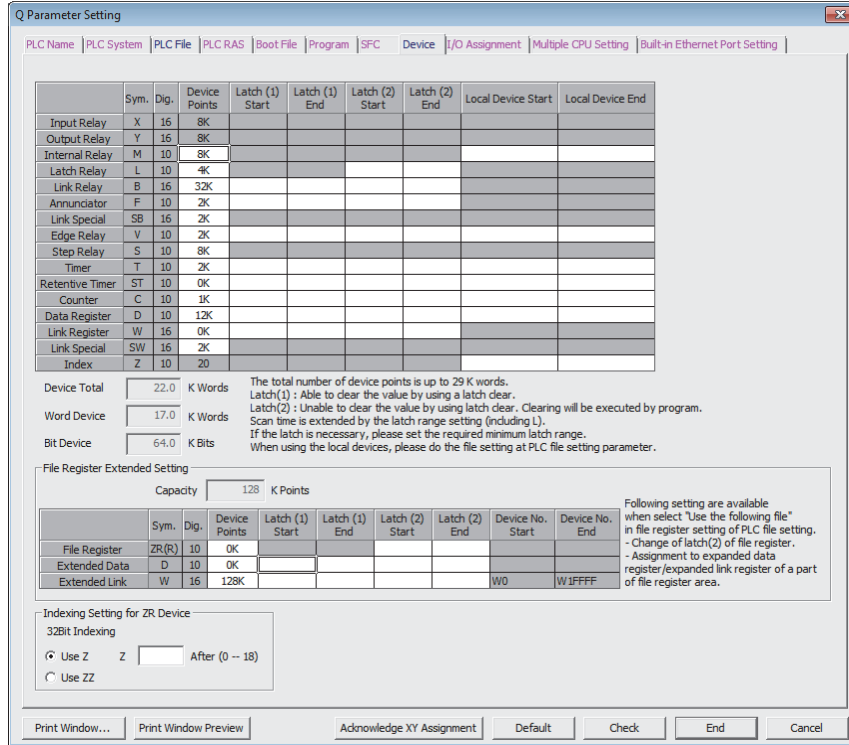 Q Parameter Setting
PLC Name PLC System PLC File PLC RAS Boot File Program SFC Device I/O Assignment Multiple CPU Setting Built-in Ethernet Port Setting
Sym. Dig. Device Points Latch (1) Start Latch (1) End Latch (2) Start Latch (2) End Local Device Start Local Device End
Input Relay X 16 8K
Output Relay Y 16 8K
Internal Relay M 10 8K
Latch Relay L 10 4K
Link Relay B 16 32K
Annunciator F 10 2K
Link Special SB 16 2K
Edge Relay V 10 2K
Step Relay S 10 8K
Timer T 10 2K
Retentive Timer ST 10 0K
Counter C 10 1K
Data Register D 10 12K
Link Register W 16 0K
Link Special SW 16 2K
Index Z 10 20
Device Total 22.0 K Words
Word Device 17.0 K Words
Bit Device 64.0 K Bits
The total number of device points is up to 29 K words.
Latch(1) : Able to clear the value by using a latch clear.
Latch(2) : Unable to clear the value by using latch clear. Clearing will be executed by program.
Scan time is extended by the latch range setting (including L).
If the latch is necessary, please set the required minimum latch range.
When using the local devices, please do the file setting at PLC file setting parameter.
File Register Extended Setting
Capacity 128 K Points
Sym. Dig. Device Points Latch (1) Start Latch (1) End Latch (2) Start Latch (2) End Device No. Start Device No. End
File Register ZR(R) 10 0K
Extended Data D 10 0K
Extended Link W 16 128K W0 W1FFFF
Following setting are available
when select "Use the following file"
in file register setting of PLC file setting.
- Change of latch(2) of file register.
- Assignment to expanded data
register/expanded link register of a part
of file register area.
Indexing Setting for ZR Device
32Bit Indexing
Use Z Z After (0 -- 18)
Use ZZ
Print Window... Print Window Preview Acknowledge XY Assignment Default Check End Cancel